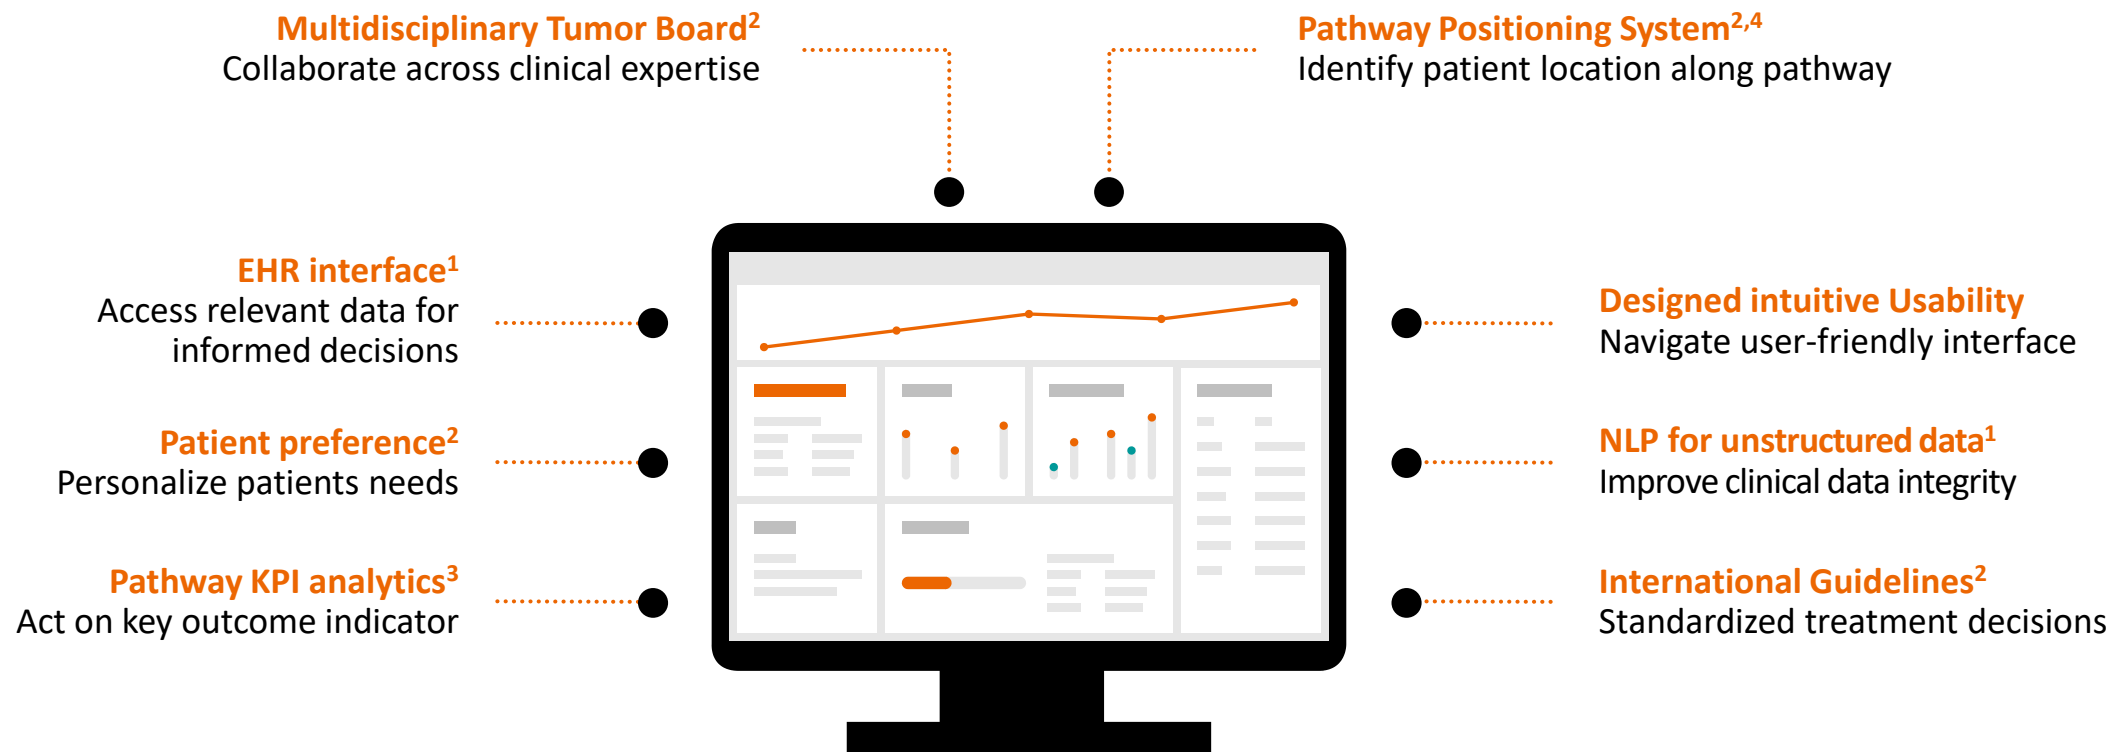 Multidisciplinary Tumor Board²
Collaborate across clinical expertise
Pathway Positioning System²,⁴
Identify patient location along pathway
EHR interface¹
Access relevant data for
informed decisions
Patient preference²
Personalize patients needs
Pathway KPI analytics³
Act on key outcome indicator
Designed intuitive Usability
Navigate user-friendly interface
NLP for unstructured data¹
Improve clinical data integrity
International Guidelines²
Standardized treatment decisions